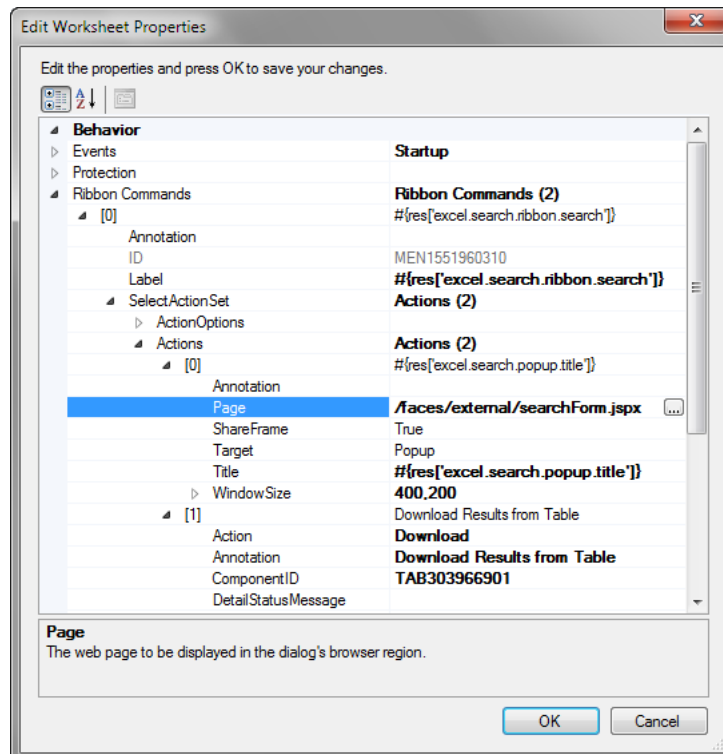 Edit Worksheet Properties
Edit the properties and press OK to save your changes.
Behavior
Events Startup
Protection
Ribbon Commands Ribbon Commands (2)
[0] #{res['excel.search.ribbon.search']}
Annotation
ID MEN1551960310
Label #{res['excel.search.ribbon.search']}
SelectActionSet Actions (2)
ActionOptions
Actions Actions (2)
[0] #{res['excel.search.popup.title']}
Annotation
Page /faces/external/searchForm.jspx ...
ShareFrame True
Target Popup
Title #{res['excel.search.popup.title']}
WindowSize 400,200
[1] Download Results from Table
Action Download
Annotation Download Results from Table
ComponentID TAB303966901
DetailStatusMessage
Page
The web page to be displayed in the dialog's browser region.
OK Cancel